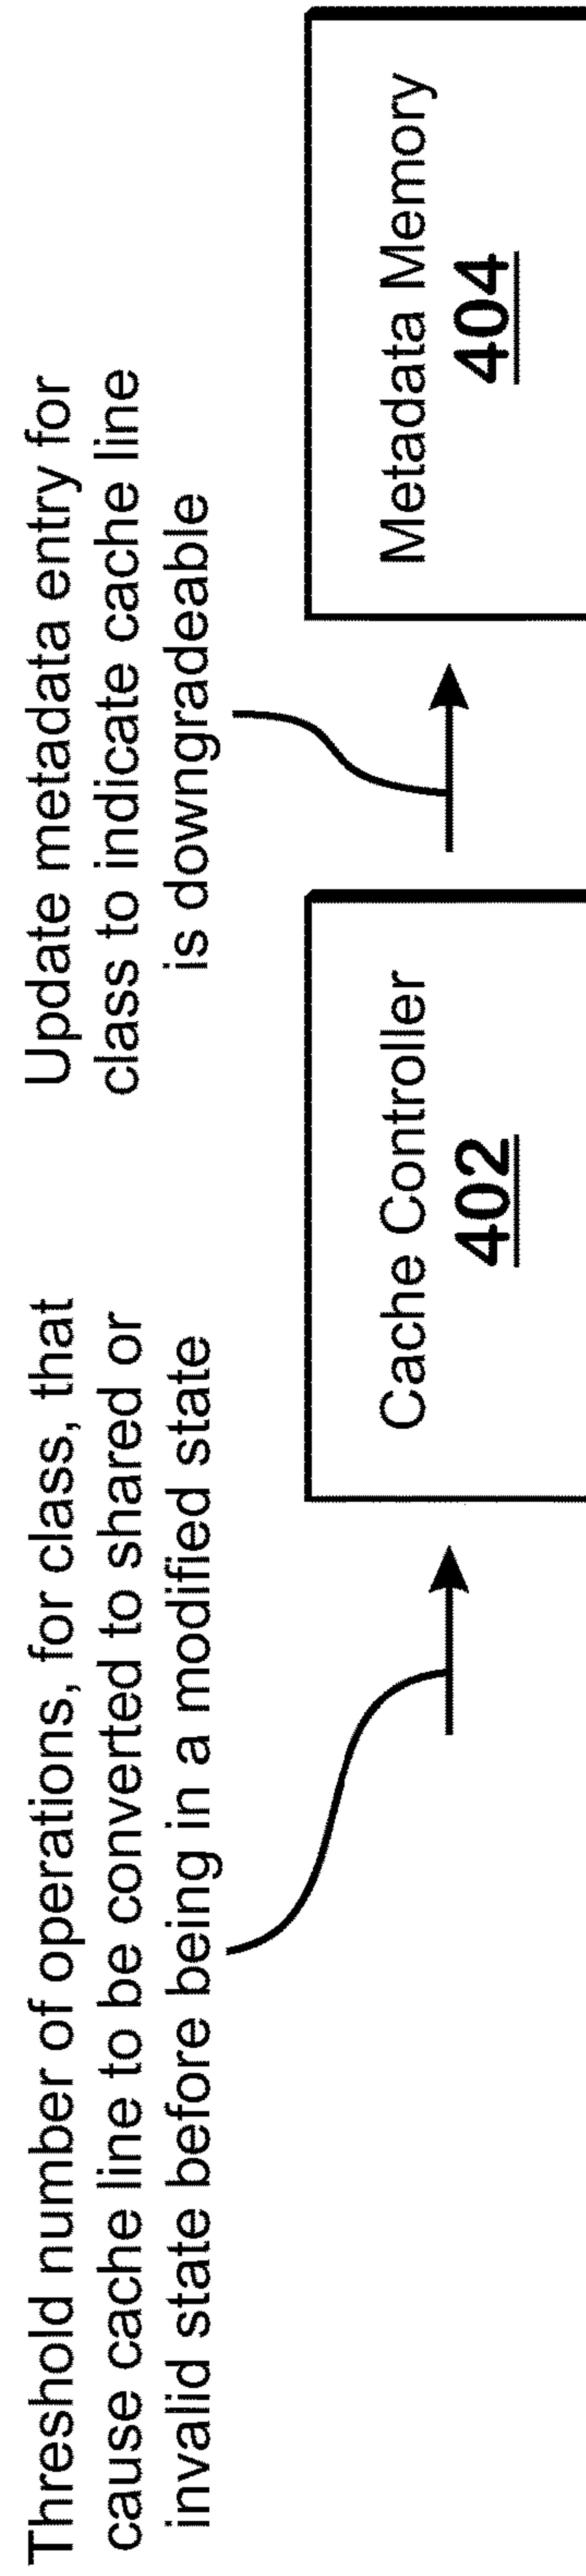 Threshold number of operations, for class, that
cause cache line to be converted to shared or
invalid state before being in a modified state
Update metadata entry for
class to indicate cache line
is downgradeable
Cache Controller
402
Metadata Memory
404